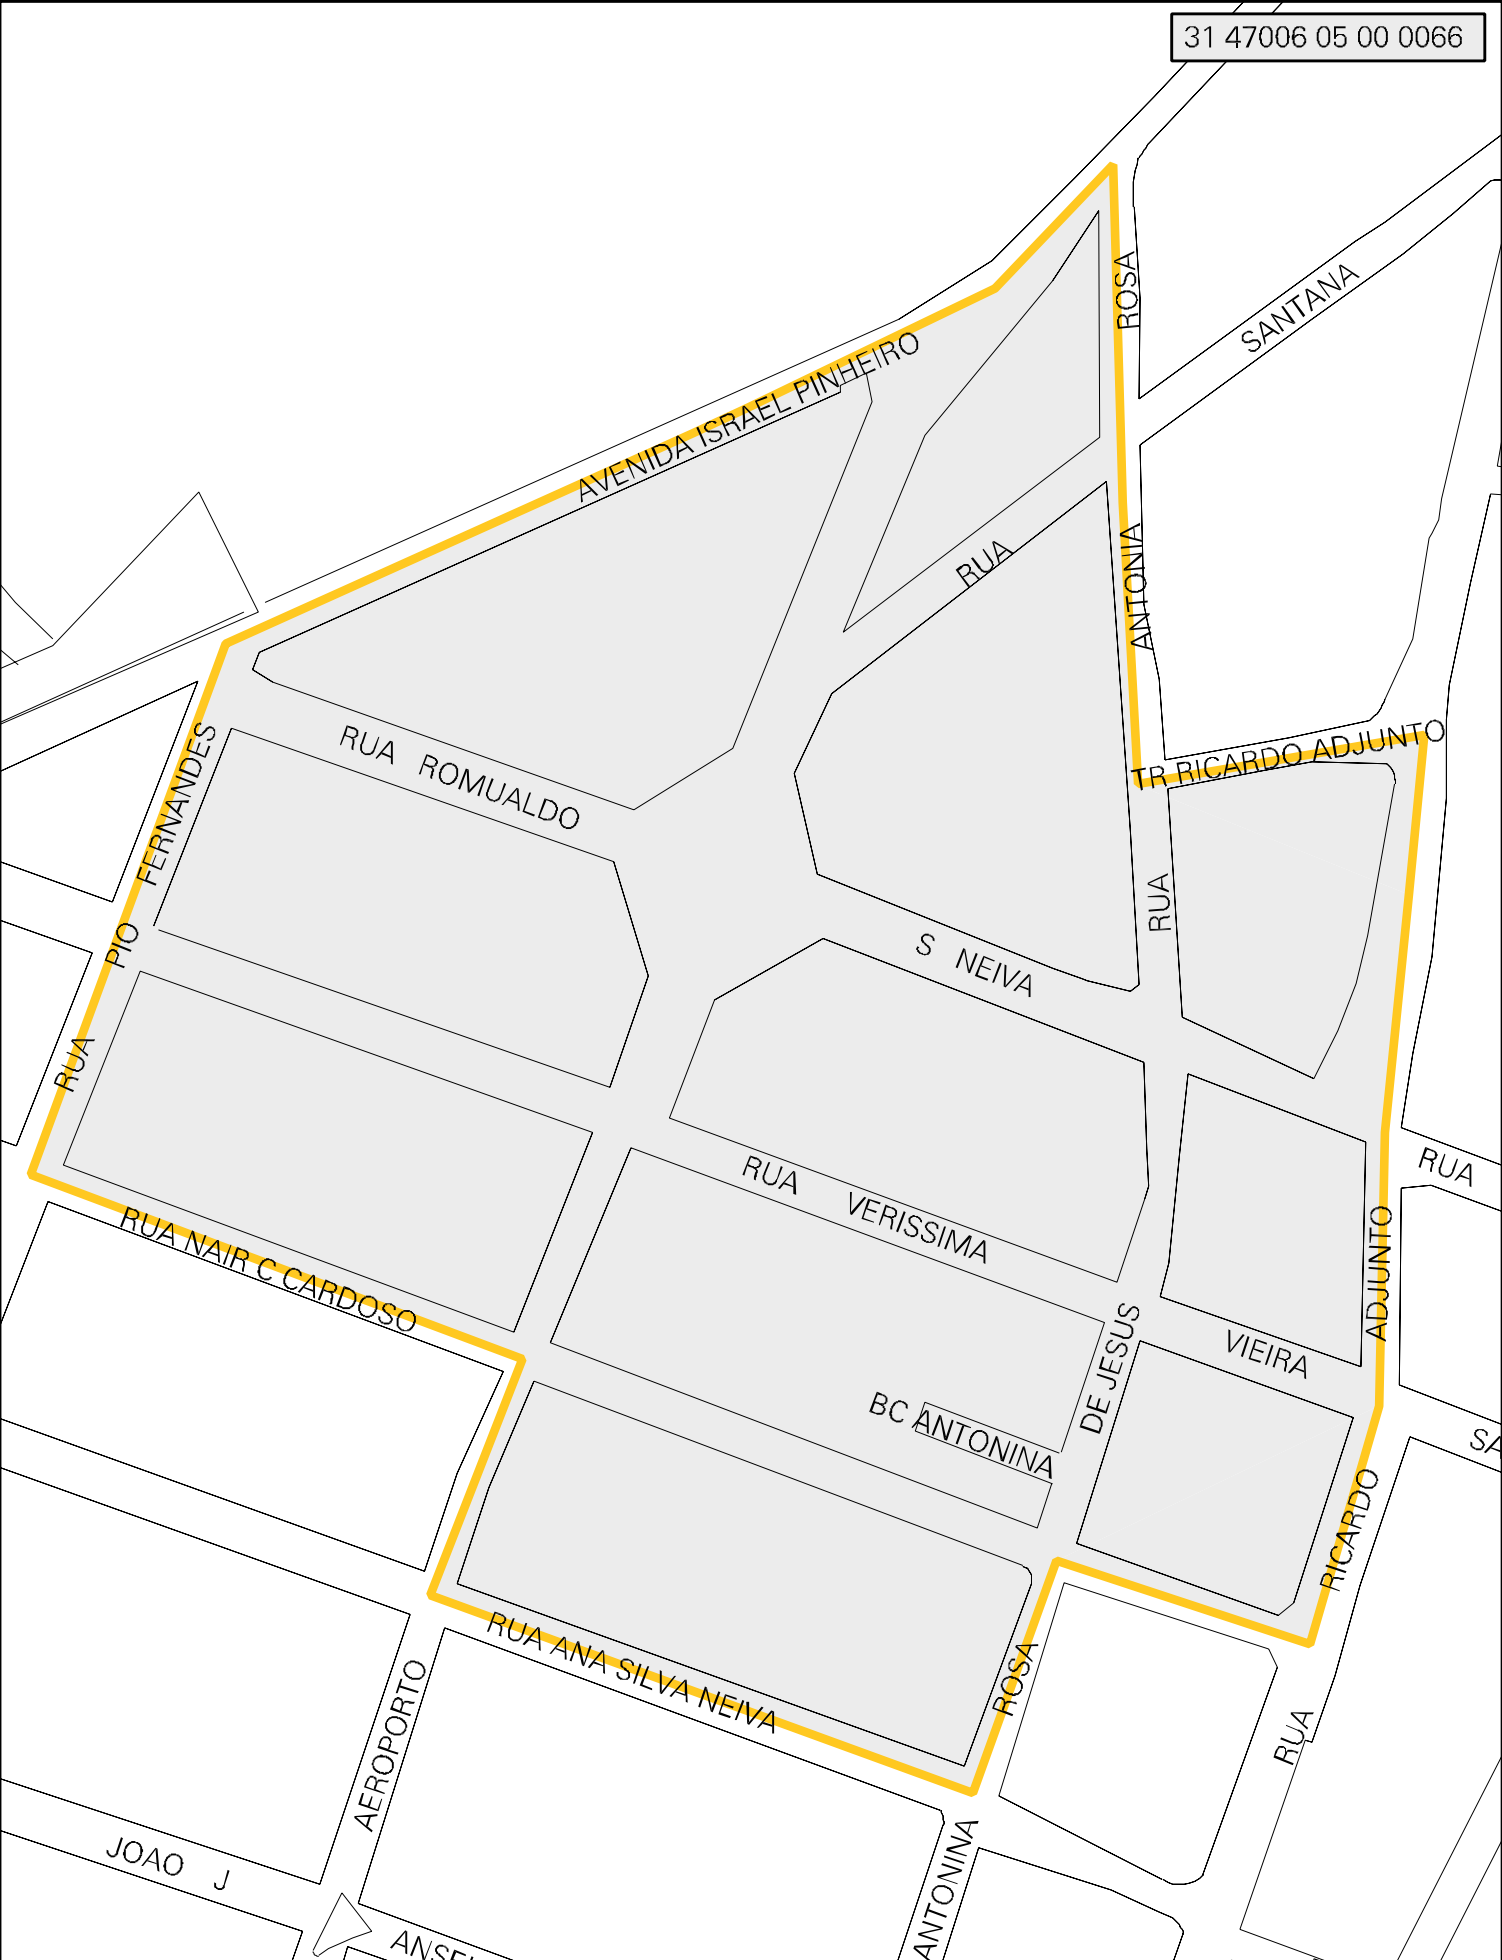 31 47006 05 00 0066
ROSA
SANTANA
AVENIDA ISRAEL PINHEIRO
RUA
ANTONIA
TR RICARDO ADJUNTO
RUA ROMUALDO
FERNANDES
RUA
PIO
S NEIVA
RUA
RUA
RUA VERISSIMA
RUA NAIR C CARDOSO
ADJUNTO
DE JESUS
VIEIRA
BC ANTONINA
SA
RICARDO
RUA ANA SILVA NEIVA
ROSA
AEROPORTO
RUA
JOAO J
ANTONINA